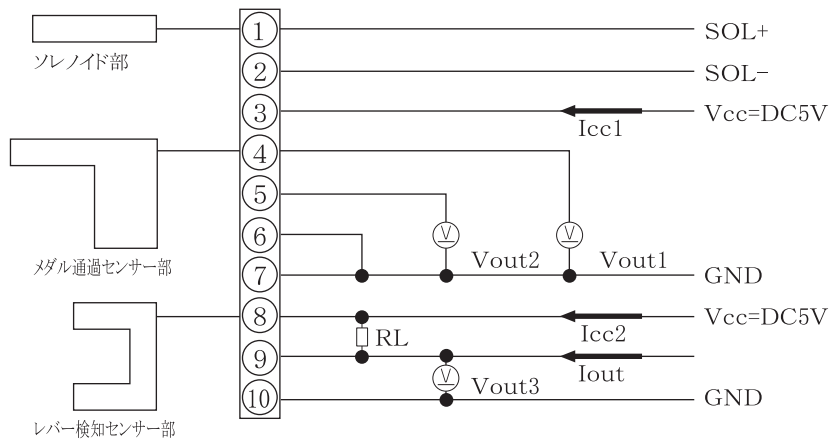 ① SOL+
ソレノイド部
② SOL−
③ Vcc=DC5V
Icc1
④
⑤
V V
⑥
Vout2 Vout1
メダル通過センサー部
⑦ GND
⑧ Vcc=DC5V
RL Icc2
⑨
Iout
V Vout3
⑩ GND
レバー検知センサー部